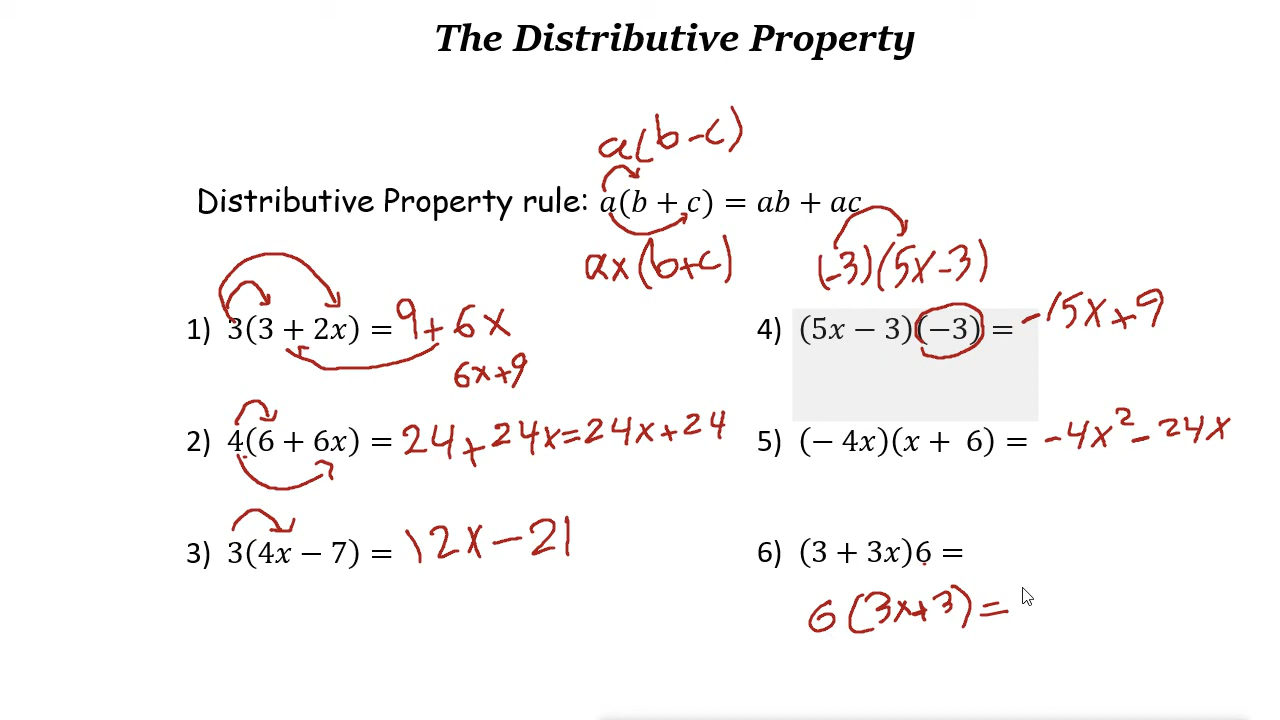 The Distributive Property
a(b-c)
Distributive Property rule: a(b + c) = ab + ac
ax(b+c)
(-3)(5x-3)
1) 3(3 + 2x) = 9+6x
6x+9
2) 4(6 + 6x) = 24+24x=24x+24
3) 3(4x − 7) = 12x-21
4) (5x − 3)(−3) = -15x+9
5) (− 4x)(x + 6) = -4x²-24x
6) (3 + 3x)6 =
6(3x+3)=